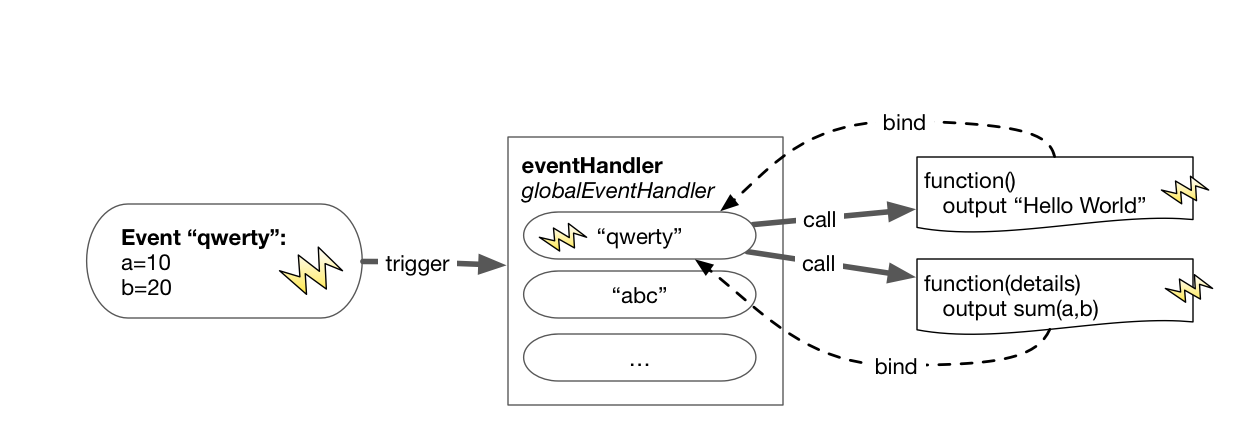 Event “qwerty”:
a=10
b=20
trigger
eventHandler
globalEventHandler
“qwerty”
“abc”
...
bind
call
call
bind
function()
output “Hello World”
function(details)
output sum(a,b)